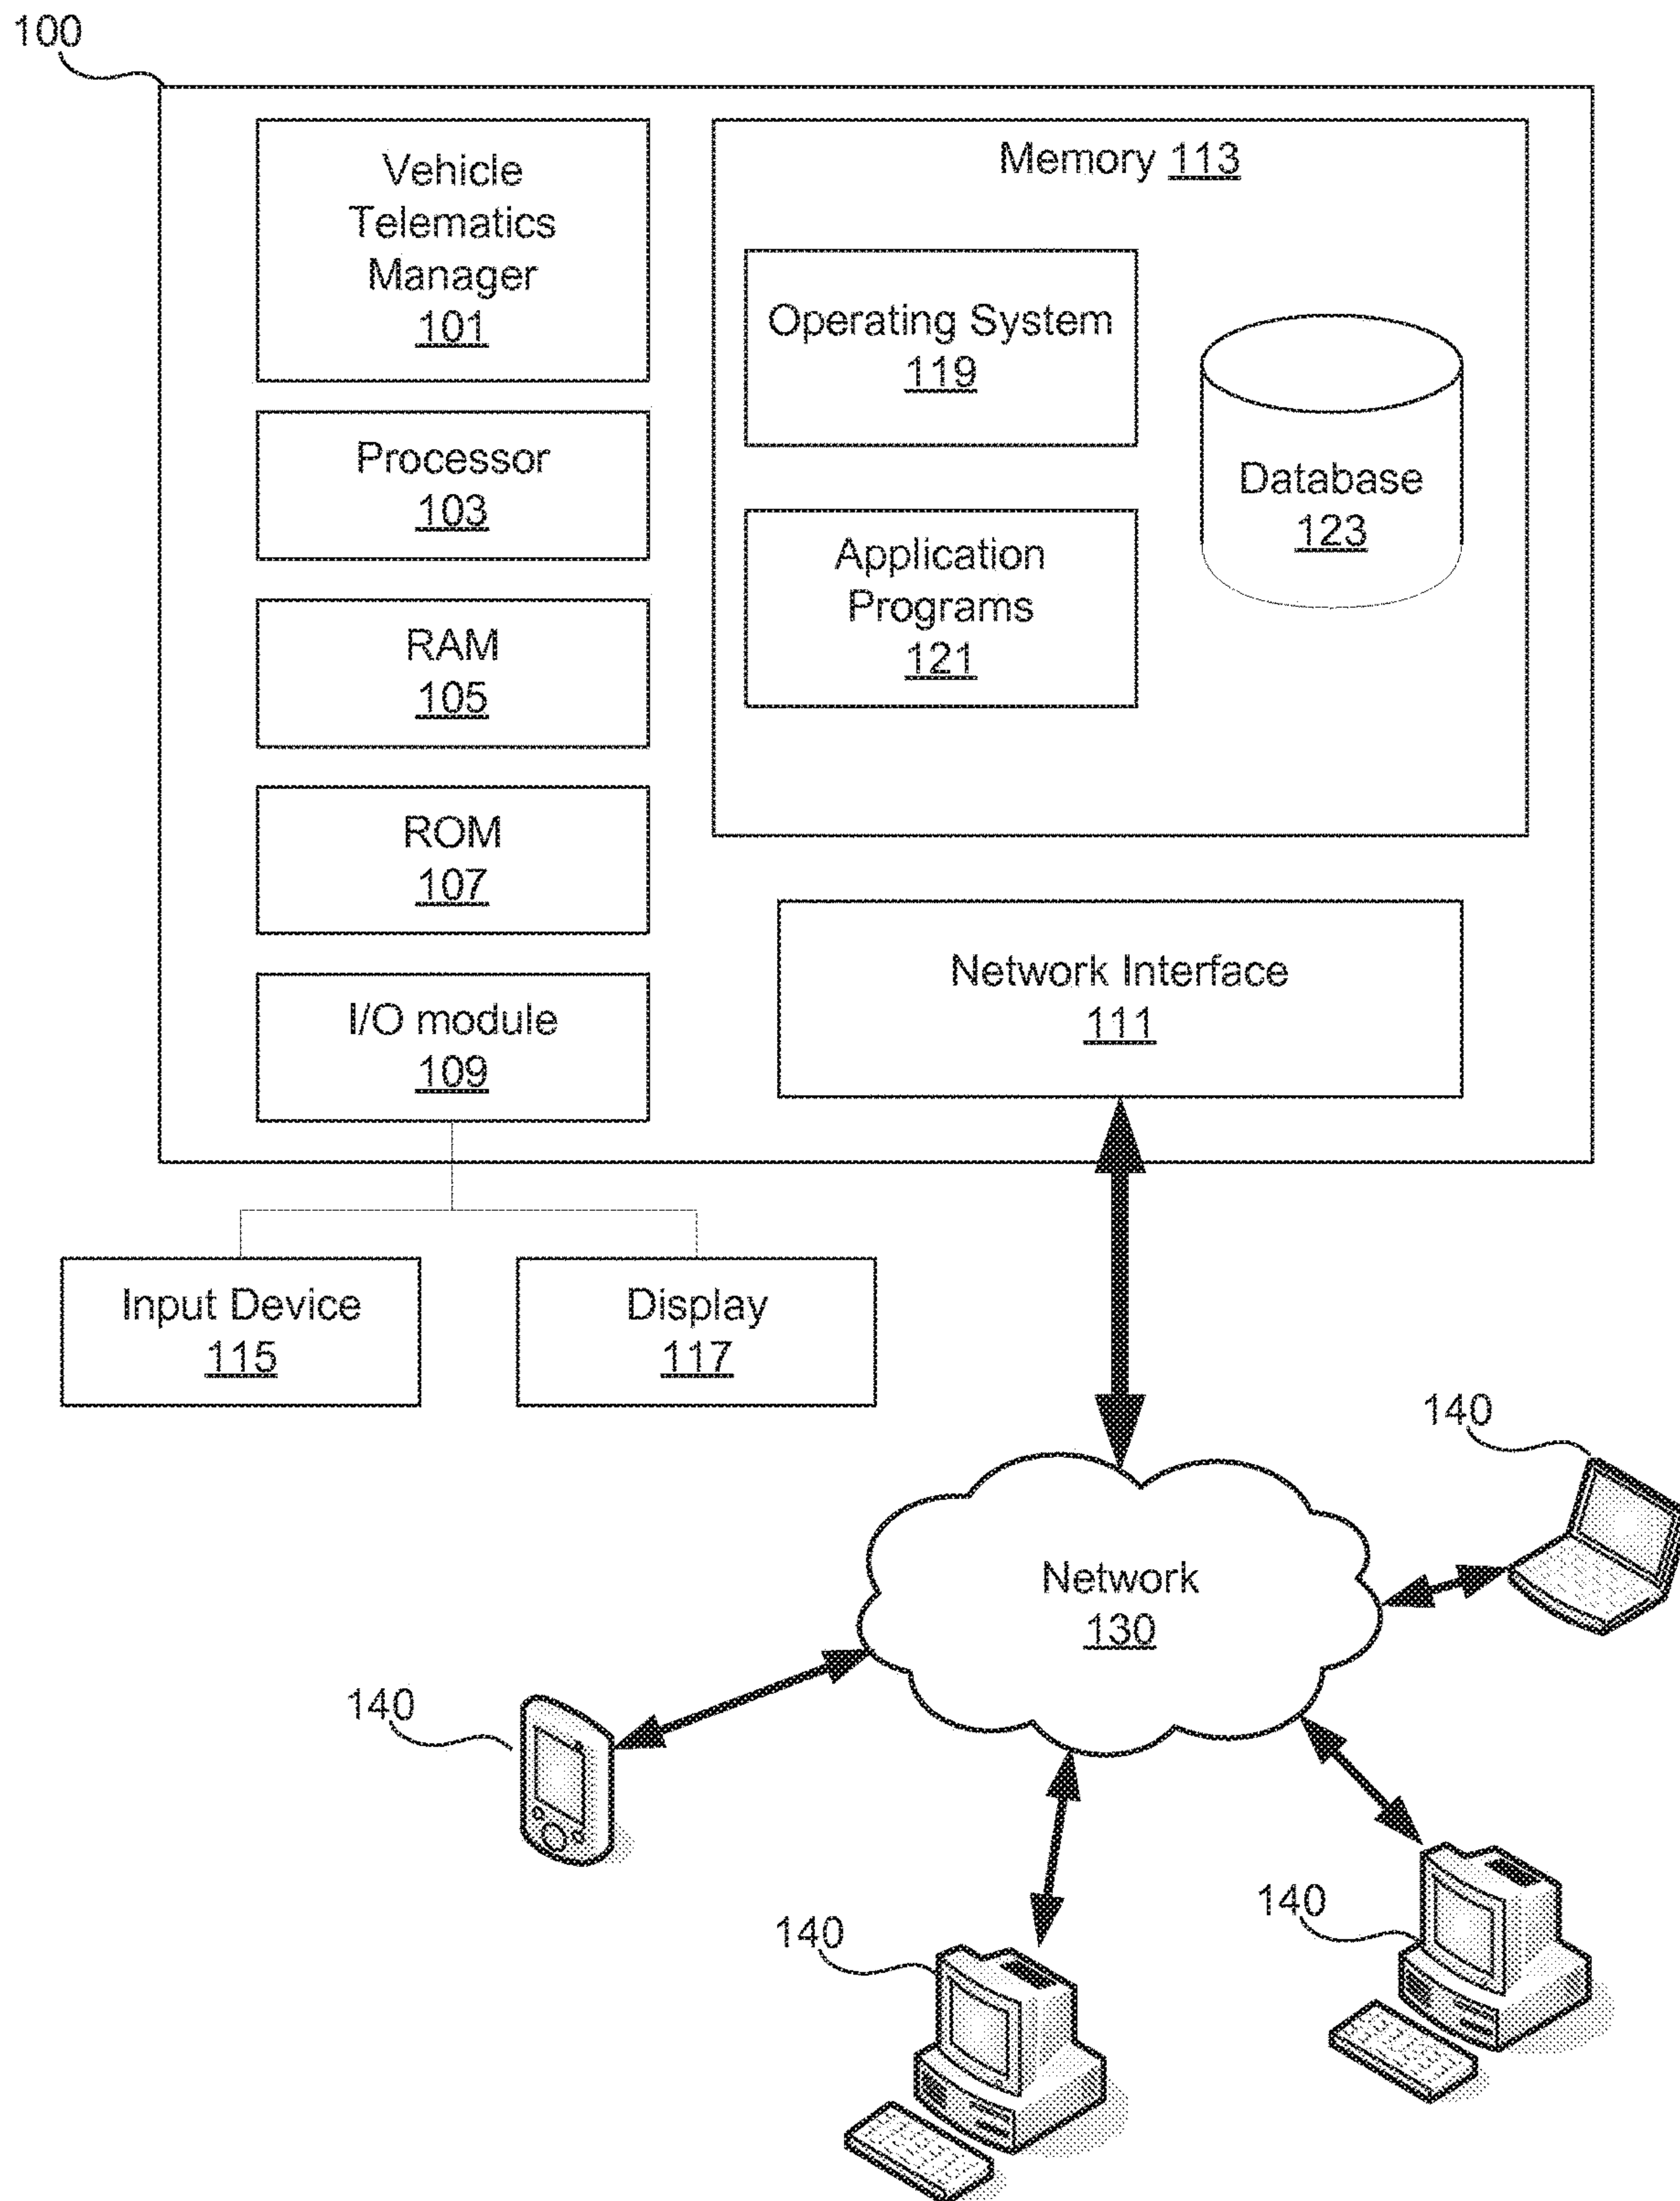 100
Vehicle
Telematics
Manager
101
Processor
103
RAM
105
ROM
107
I/O module
109
Memory 113
Operating System
119
Application
Programs
121
Database
123
Network Interface
111
Input Device
115
Display
117
Network
130
140
140
140
140